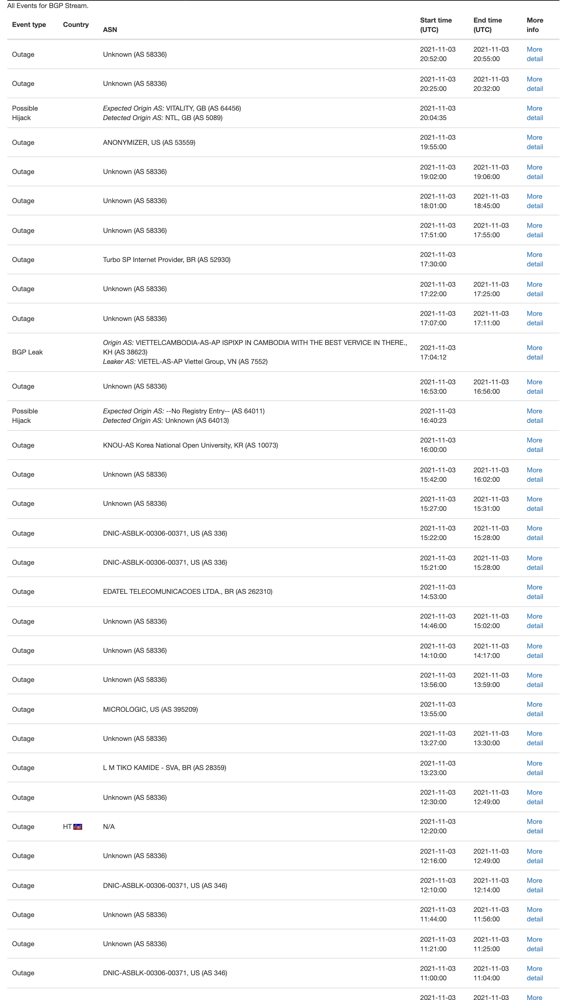 All Events for BGP Stream.
Event type Country ASN Start time (UTC) End time (UTC) More info
Outage Unknown (AS 58336) 2021-11-03 20:52:00 2021-11-03 20:55:00 More detail
Outage Unknown (AS 58336) 2021-11-03 20:25:00 2021-11-03 20:32:00 More detail
Possible Hijack Expected Origin AS: VITALITY, GB (AS 64456) Detected Origin AS: NTL, GB (AS 5089) 2021-11-03 20:04:35 More detail
Outage ANONYMIZER, US (AS 53559) 2021-11-03 19:55:00 More detail
Outage Unknown (AS 58336) 2021-11-03 19:02:00 2021-11-03 19:06:00 More detail
Outage Unknown (AS 58336) 2021-11-03 18:01:00 2021-11-03 18:45:00 More detail
Outage Unknown (AS 58336) 2021-11-03 17:51:00 2021-11-03 17:55:00 More detail
Outage Turbo SP Internet Provider, BR (AS 52930) 2021-11-03 17:30:00 More detail
Outage Unknown (AS 58336) 2021-11-03 17:22:00 2021-11-03 17:25:00 More detail
Outage Unknown (AS 58336) 2021-11-03 17:07:00 2021-11-03 17:11:00 More detail
BGP Leak Origin AS: VIETTELCAMBODIA-AS-AP ISPIXP IN CAMBODIA WITH THE BEST VERVICE IN THERE., KH (AS 38623) Leaker AS: VIETEL-AS-AP Viettel Group, VN (AS 7552) 2021-11-03 17:04:12 More detail
Outage Unknown (AS 58336) 2021-11-03 16:53:00 2021-11-03 16:56:00 More detail
Possible Hijack Expected Origin AS: --No Registry Entry-- (AS 64011) Detected Origin AS: Unknown (AS 64013) 2021-11-03 16:40:23 More detail
Outage KNOU-AS Korea National Open University, KR (AS 10073) 2021-11-03 16:00:00 More detail
Outage Unknown (AS 58336) 2021-11-03 15:42:00 2021-11-03 16:02:00 More detail
Outage Unknown (AS 58336) 2021-11-03 15:27:00 2021-11-03 15:31:00 More detail
Outage DNIC-ASBLK-00306-00371, US (AS 336) 2021-11-03 15:22:00 2021-11-03 15:28:00 More detail
Outage DNIC-ASBLK-00306-00371, US (AS 336) 2021-11-03 15:21:00 2021-11-03 15:28:00 More detail
Outage EDATEL TELECOMUNICACOES LTDA., BR (AS 262310) 2021-11-03 14:53:00 More detail
Outage Unknown (AS 58336) 2021-11-03 14:46:00 2021-11-03 15:02:00 More detail
Outage Unknown (AS 58336) 2021-11-03 14:10:00 2021-11-03 14:17:00 More detail
Outage Unknown (AS 58336) 2021-11-03 13:56:00 2021-11-03 13:59:00 More detail
Outage MICROLOGIC, US (AS 395209) 2021-11-03 13:55:00 More detail
Outage Unknown (AS 58336) 2021-11-03 13:27:00 2021-11-03 13:30:00 More detail
Outage L M TIKO KAMIDE - SVA, BR (AS 28359) 2021-11-03 13:23:00 More detail
Outage Unknown (AS 58336) 2021-11-03 12:30:00 2021-11-03 12:49:00 More detail
Outage HT N/A 2021-11-03 12:20:00 More detail
Outage Unknown (AS 58336) 2021-11-03 12:16:00 2021-11-03 12:49:00 More detail
Outage DNIC-ASBLK-00306-00371, US (AS 346) 2021-11-03 12:10:00 2021-11-03 12:14:00 More detail
Outage Unknown (AS 58336) 2021-11-03 11:44:00 2021-11-03 11:56:00 More detail
Outage Unknown (AS 58336) 2021-11-03 11:21:00 2021-11-03 11:25:00 More detail
Outage DNIC-ASBLK-00306-00371, US (AS 346) 2021-11-03 11:00:00 2021-11-03 11:04:00 More detail
2021-11-03 2021-11-03 More